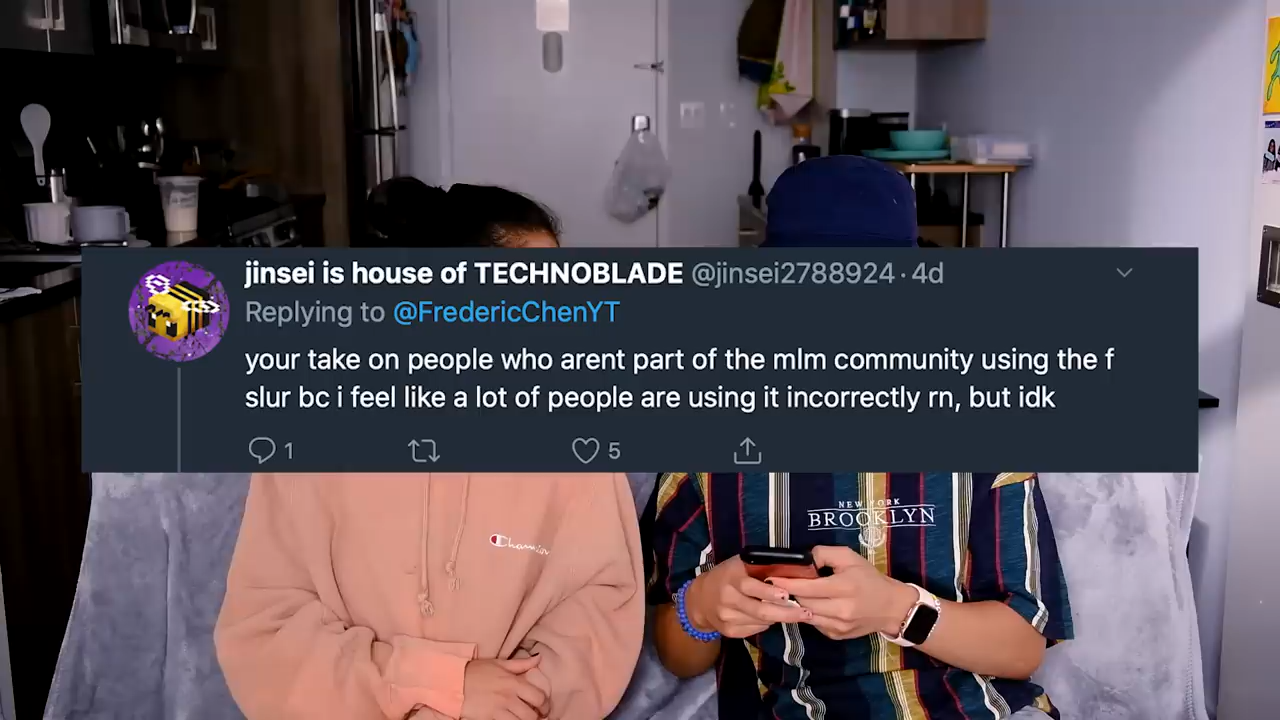 jinsei is house of TECHNOBLADE @jinsei2788924 · 4d
Replying to @FredericChenYT
your take on people who arent part of the mlm community using the f
slur bc i feel like a lot of people are using it incorrectly rn, but idk
1 5
Champion
NEW YORK
BROOKLYN